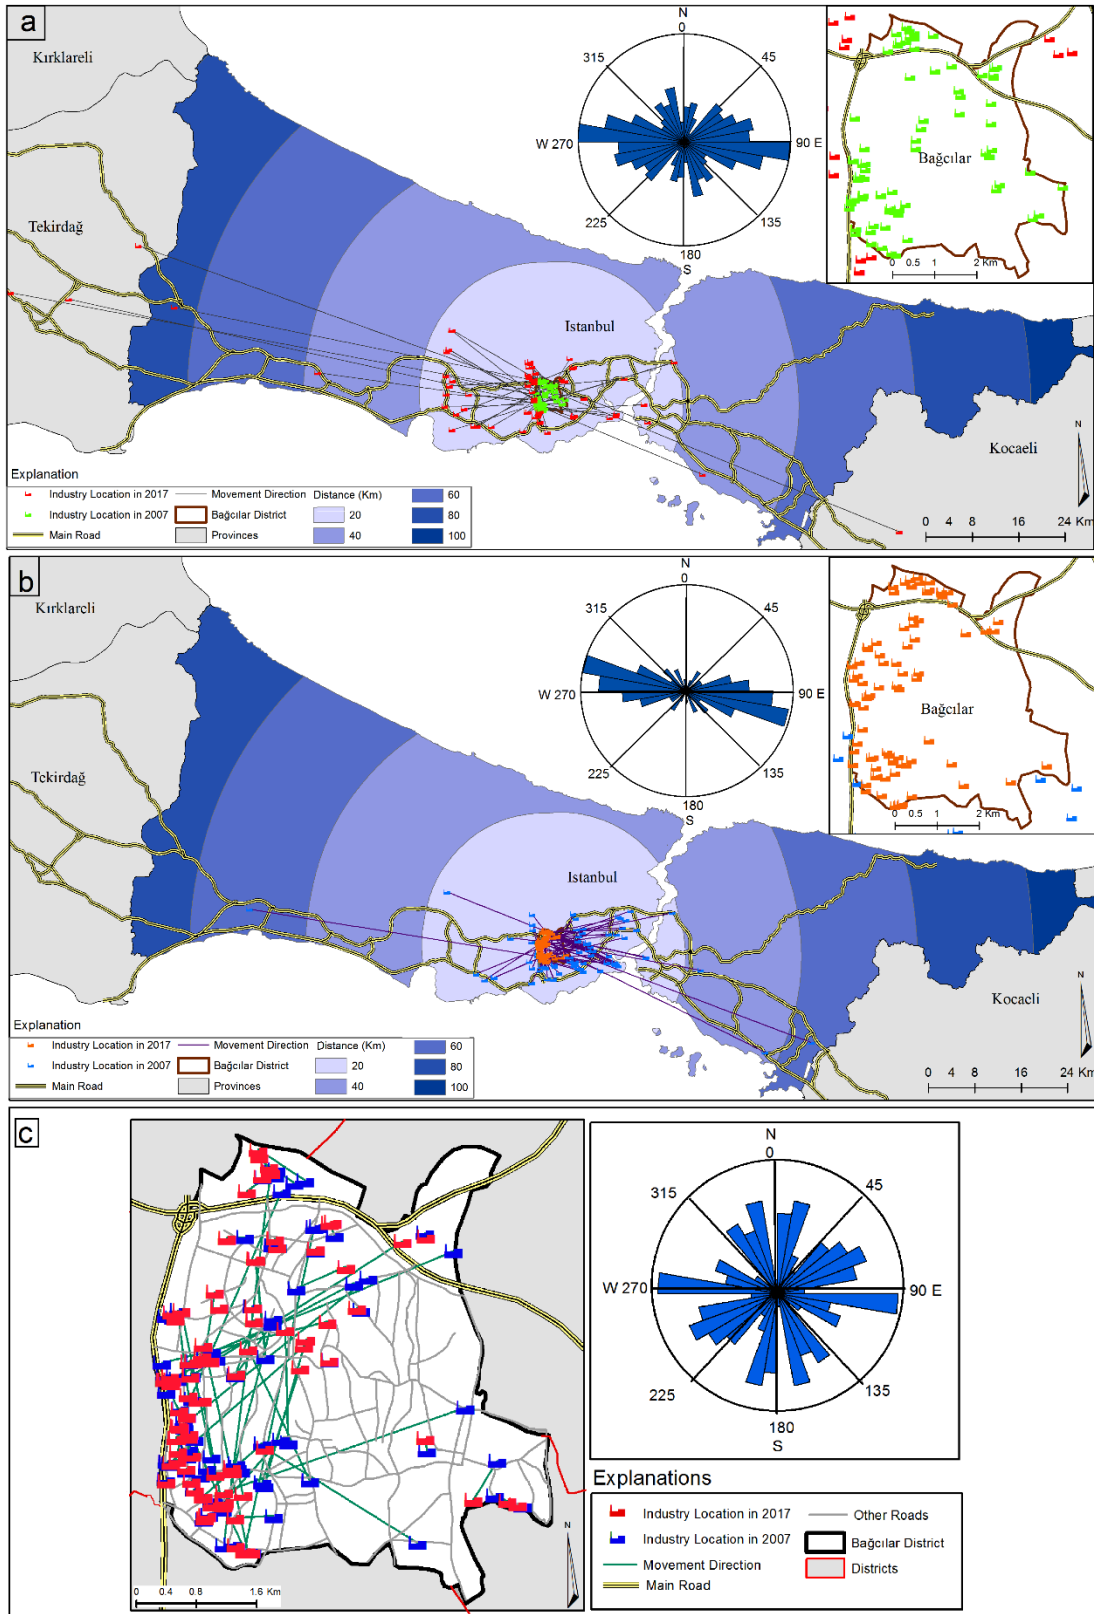 a
Kırklareli
Tekirdağ
Istanbul
Kocaeli
N
0
45
90 E
135
180
S
225
W 270
315
Bağcılar
0 0.5 1 2 Km
N
0 4 8 16 24 Km
Explanation
Industry Location in 2017
Industry Location in 2007
Main Road
Movement Direction
Bağcılar District
Provinces
Distance (Km)
20
40
60
80
100
b
Kırklareli
Tekirdağ
Istanbul
Kocaeli
N
0
45
90 E
135
180
S
225
W 270
315
Bağcılar
0 0.5 1 2 Km
N
0 4 8 16 24 Km
Explanation
Industry Location in 2017
Industry Location in 2007
Main Road
Movement Direction
Bağcılar District
Provinces
Distance (Km)
20
40
60
80
100
c
0 0.4 0.8 1.6 Km
N
N
0
45
90 E
135
180
S
225
W 270
315
Explanations
Industry Location in 2017
Industry Location in 2007
Movement Direction
Main Road
Other Roads
Bağcılar District
Districts